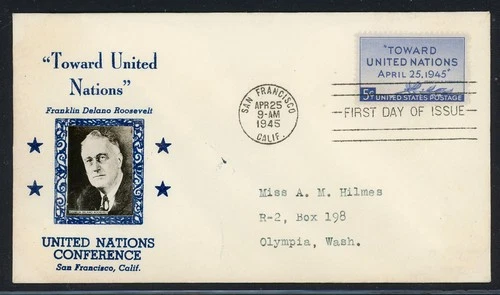 "Toward United
Nations"
Franklin Delano Roosevelt
UNITED NATIONS
CONFERENCE
San Francisco, Calif.
SAN FRANCISCO
APR 25
9-AM
1945
CALIF.
"TOWARD
UNITED NATIONS
APRIL 25, 1945"
5¢ UNITED STATES POSTAGE
FIRST DAY OF ISSUE
Miss A. M. Hilmes
R-2, Box 198
Olympia, Wash.